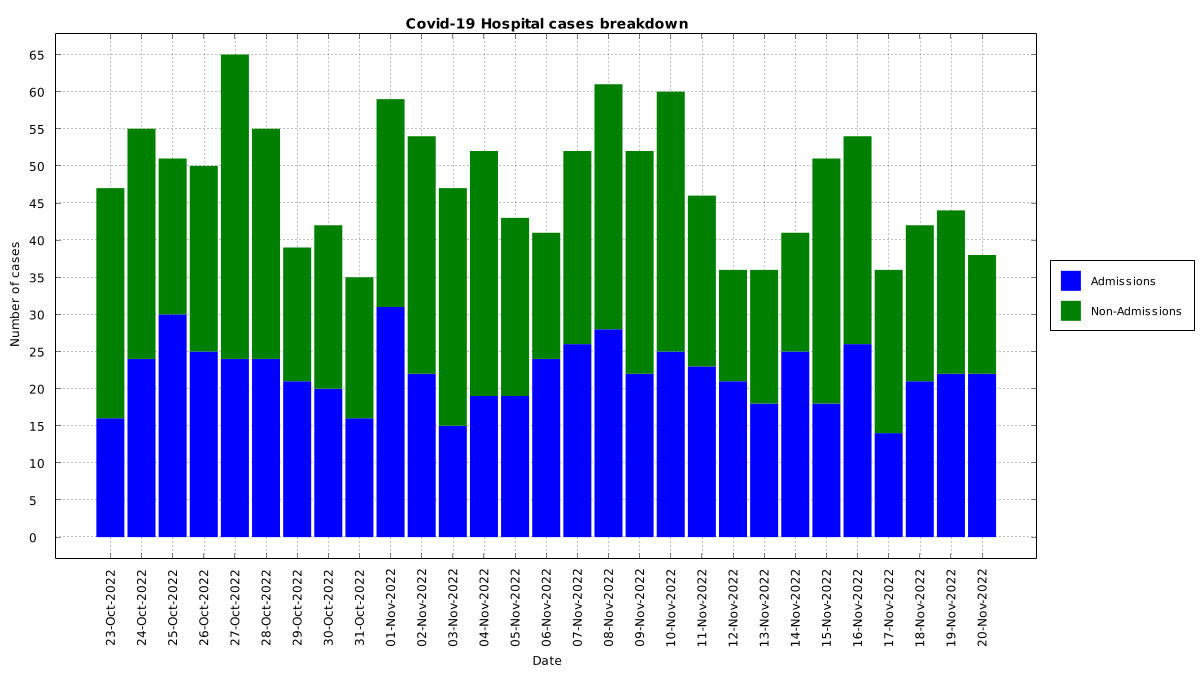 Covid-19 Hospital cases breakdown
65
60
55
50
45
40
35
30
25
20
15
10
5
0
Number of cases
Admissions
Non-Admissions
23-Oct-2022
24-Oct-2022
25-Oct-2022
26-Oct-2022
27-Oct-2022
28-Oct-2022
29-Oct-2022
30-Oct-2022
31-Oct-2022
01-Nov-2022
02-Nov-2022
03-Nov-2022
04-Nov-2022
05-Nov-2022
06-Nov-2022
07-Nov-2022
08-Nov-2022
09-Nov-2022
10-Nov-2022
11-Nov-2022
12-Nov-2022
13-Nov-2022
14-Nov-2022
15-Nov-2022
16-Nov-2022
17-Nov-2022
18-Nov-2022
19-Nov-2022
20-Nov-2022
Date